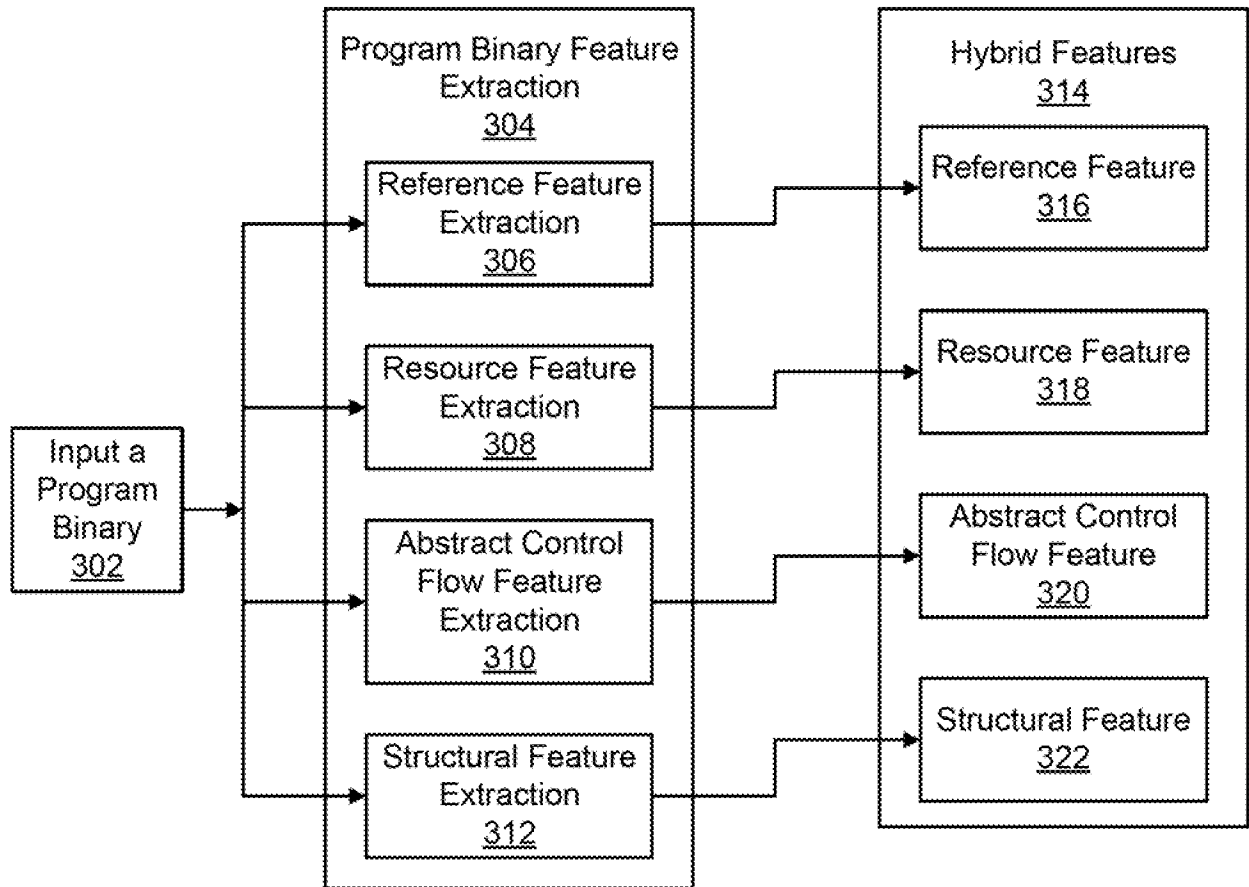 Input a
Program
Binary
302
Program Binary Feature
Extraction
304
Reference Feature
Extraction
306
Resource Feature
Extraction
308
Abstract Control
Flow Feature
Extraction
310
Structural Feature
Extraction
312
Hybrid Features
314
Reference Feature
316
Resource Feature
318
Abstract Control
Flow Feature
320
Structural Feature
322